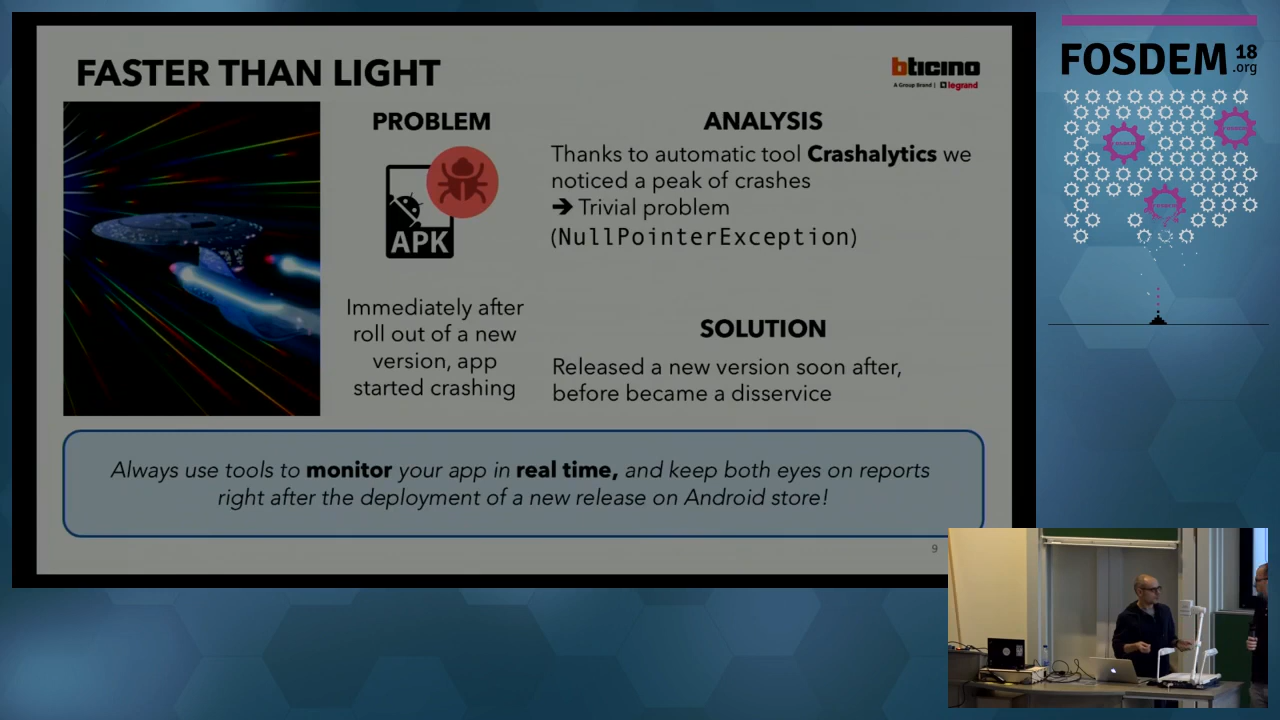 FASTER THAN LIGHT
bticino
A Group Brand | legrand
PROBLEM
APK
Immediately after
roll out of a new
version, app
started crashing
ANALYSIS
Thanks to automatic tool Crashalytics we
noticed a peak of crashes
➔ Trivial problem
(NullPointerException)
SOLUTION
Released a new version soon after,
before became a disservice
Always use tools to monitor your app in real time, and keep both eyes on reports
right after the deployment of a new release on Android store!
9
FOSDEM 18
.org